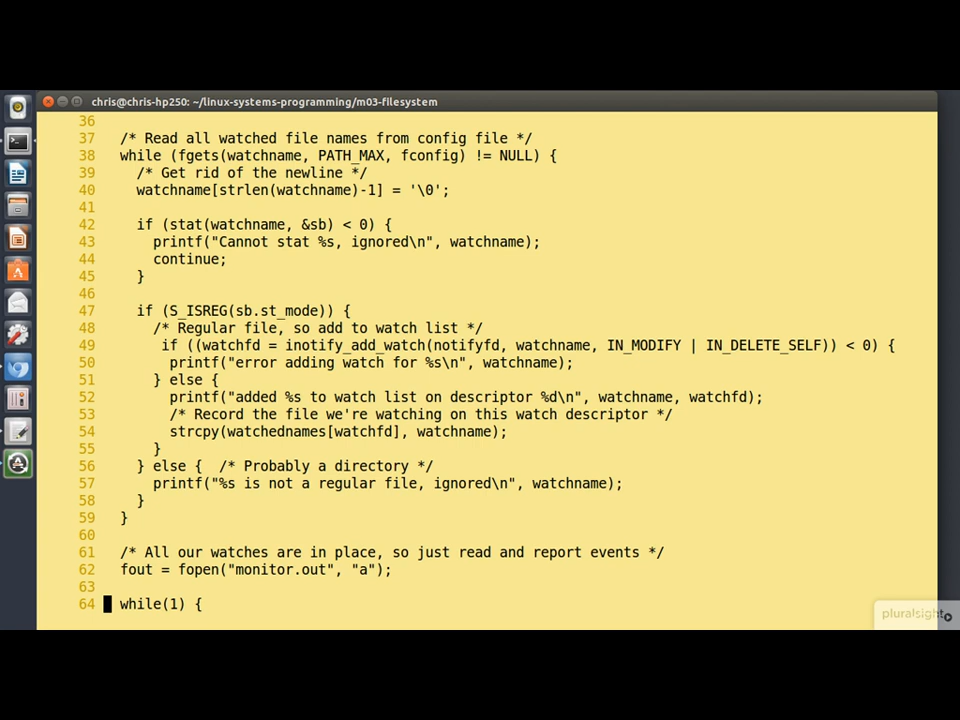 chris@chris-hp250: ~/linux-systems-programming/m03-filesystem
36
37   /* Read all watched file names from config file */
38   while (fgets(watchname, PATH_MAX, fconfig) != NULL) {
39     /* Get rid of the newline */
40     watchname[strlen(watchname)-1] = '\0';
41
42     if (stat(watchname, &sb) < 0) {
43       printf("Cannot stat %s, ignored\n", watchname);
44       continue;
45     }
46
47     if (S_ISREG(sb.st_mode)) {
48       /* Regular file, so add to watch list */
49        if ((watchfd = inotify_add_watch(notifyfd, watchname, IN_MODIFY | IN_DELETE_SELF)) < 0) {
50         printf("error adding watch for %s\n", watchname);
51       } else {
52         printf("added %s to watch list on descriptor %d\n", watchname, watchfd);
53         /* Record the file we're watching on this watch descriptor */
54         strcpy(watchednames[watchfd], watchname);
55       }
56     } else {  /* Probably a directory */
57       printf("%s is not a regular file, ignored\n", watchname);
58     }
59   }
60
61   /* All our watches are in place, so just read and report events */
62   fout = fopen("monitor.out", "a");
63
64   while(1) {
pluralsight